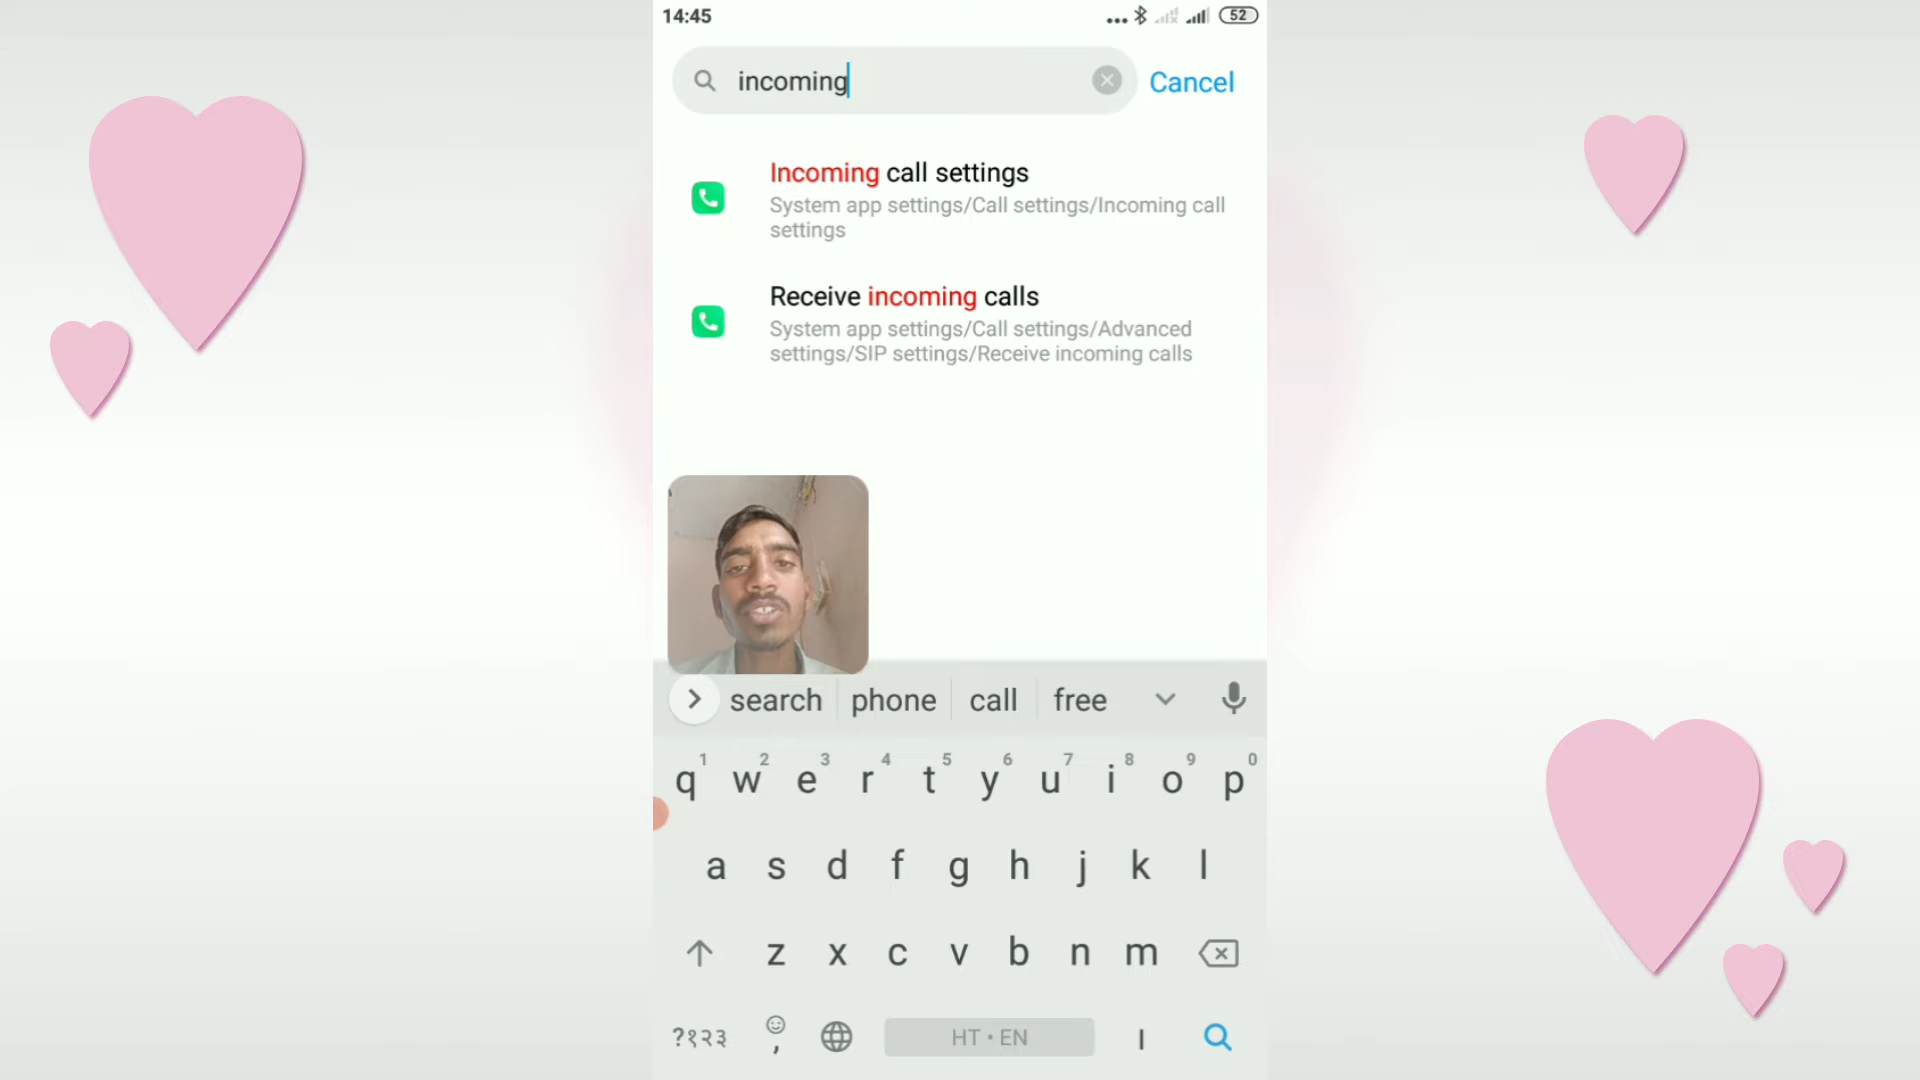 14:45
52
incoming
Cancel
Incoming call settings
System app settings/Call settings/Incoming call
settings
Receive incoming calls
System app settings/Call settings/Advanced
settings/SIP settings/Receive incoming calls
search phone call free
1 2 3 4 5 6 7 8 9 0
q w e r t y u i o p
a s d f g h j k l
z x c v b n m
?१२३ , HT • EN ।